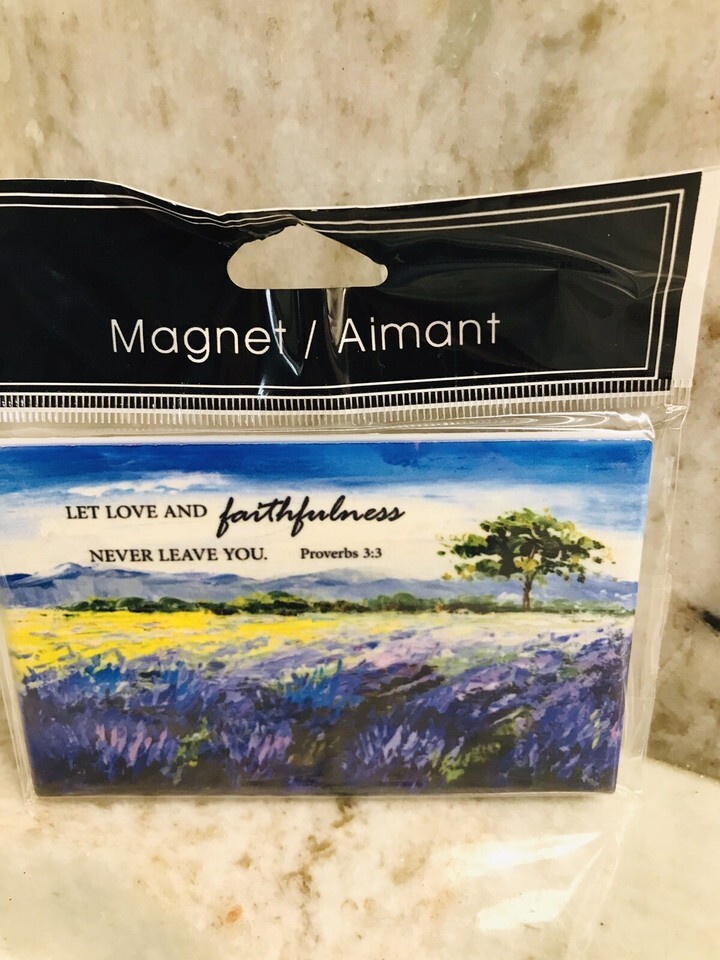 Magnet / Aimant
LET LOVE AND faithfulness
NEVER LEAVE YOU. Proverbs 3:3